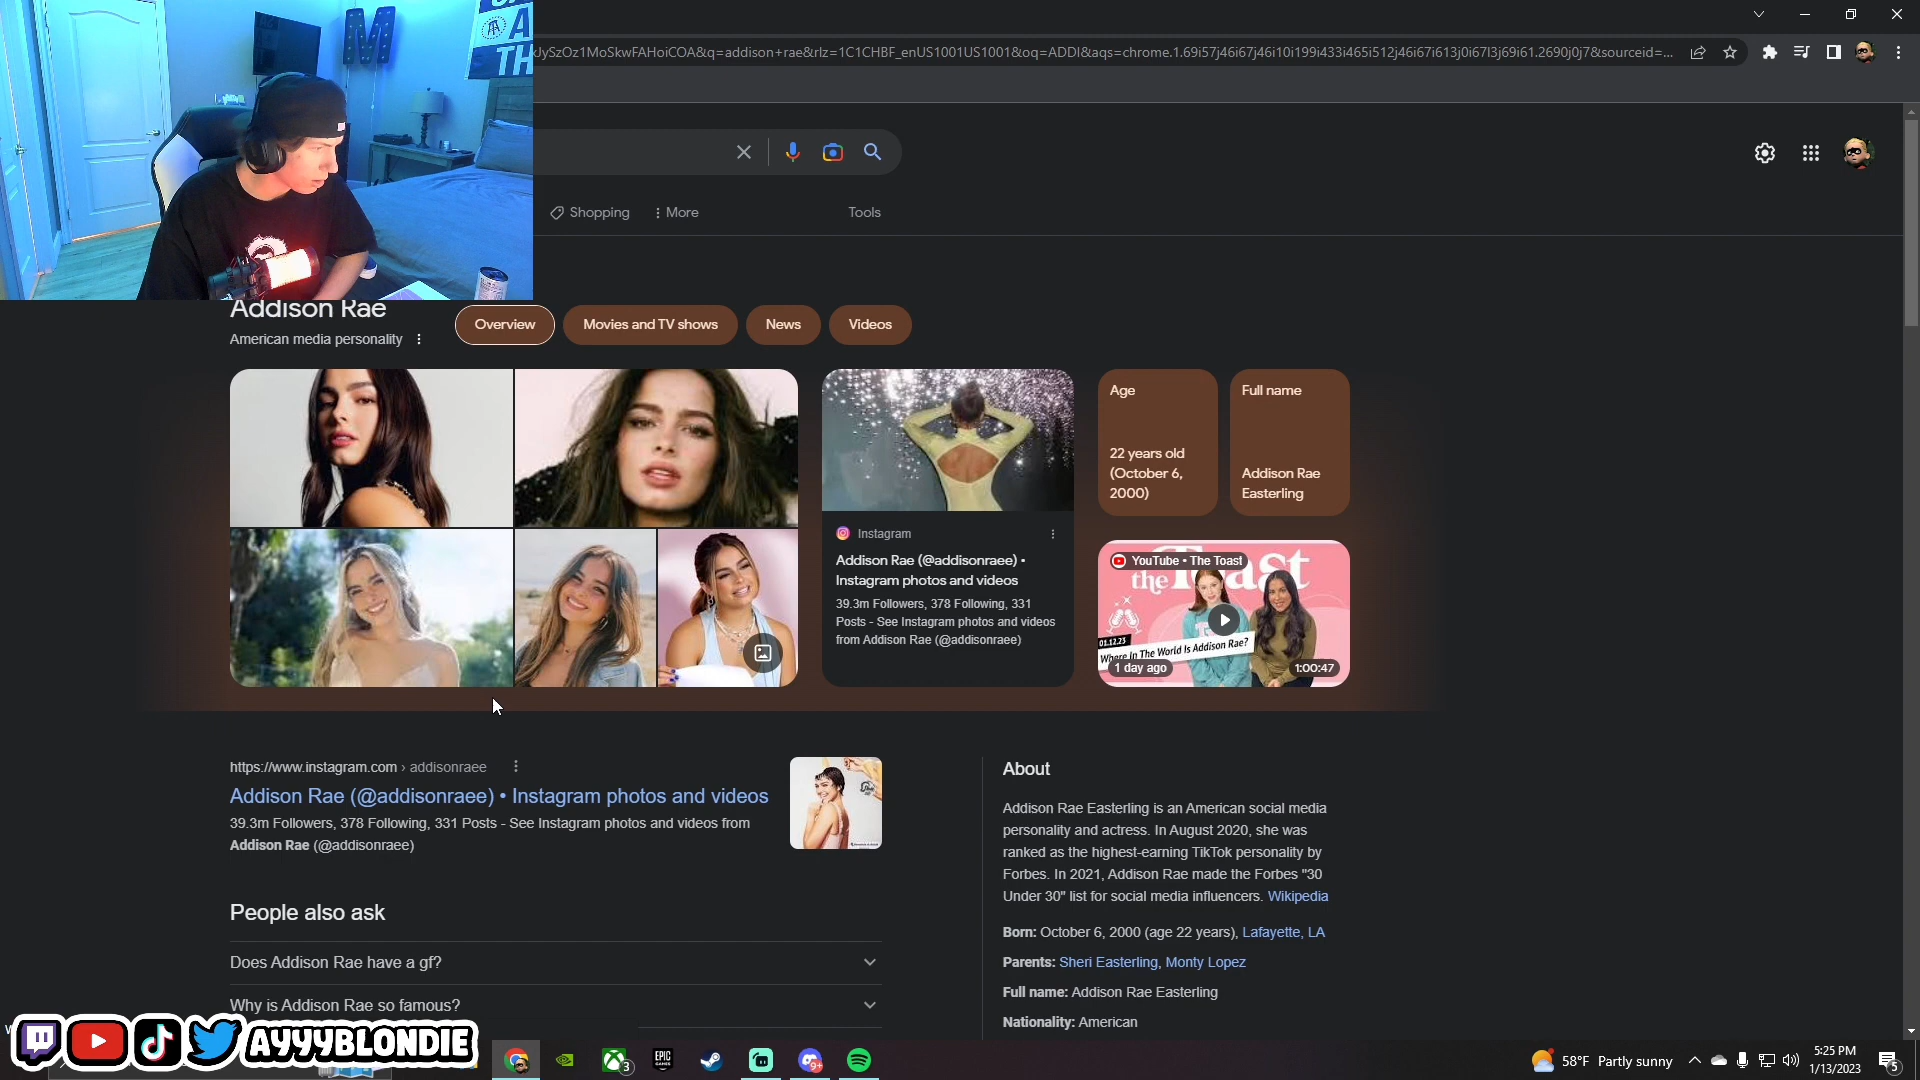 kJySzOz1MoSkwFAHoiCOA&q=addison+rae&rlz=1C1CHBF_enUS1001US1001&oq=ADDI&aqs=chrome.1.69i57j46i67j46i10i199i433i465i512j46i67i613j0i67l3j69i61.2690j0j7&sourceid=...
Shopping
More
Tools
Addison Rae
American media personality
Overview
Movies and TV shows
News
Videos
Age
22 years old
(October 6,
2000)
Full name
Addison Rae
Easterling
Instagram
Addison Rae (@addisonraee) •
Instagram photos and videos
39.3m Followers, 378 Following, 331
Posts - See Instagram photos and videos
from Addison Rae (@addisonraee)
YouTube • The Toast
the Toast
01.12.23
Where In The World Is Addison Rae?
1 day ago
1:00:47
https://www.instagram.com › addisonraee
Addison Rae (@addisonraee) • Instagram photos and videos
39.3m Followers, 378 Following, 331 Posts - See Instagram photos and videos from
Addison Rae (@addisonraee)
People also ask
Does Addison Rae have a gf?
Why is Addison Rae so famous?
About
Addison Rae Easterling is an American social media
personality and actress. In August 2020, she was
ranked as the highest-earning TikTok personality by
Forbes. In 2021, Addison Rae made the Forbes "30
Under 30" list for social media influencers. Wikipedia
Born: October 6, 2000 (age 22 years), Lafayette, LA
Parents: Sheri Easterling, Monty Lopez
Full name: Addison Rae Easterling
Nationality: American
AYYYBLONDIE
3
EPIC
GAMES
9+
58°F Partly sunny
5:25 PM
1/13/2023
5
M
A
TH